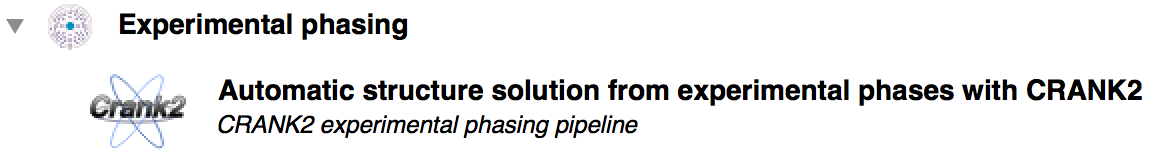 Experimental phasing
Crank2
Automatic structure solution from experimental phases with CRANK2
CRANK2 experimental phasing pipeline